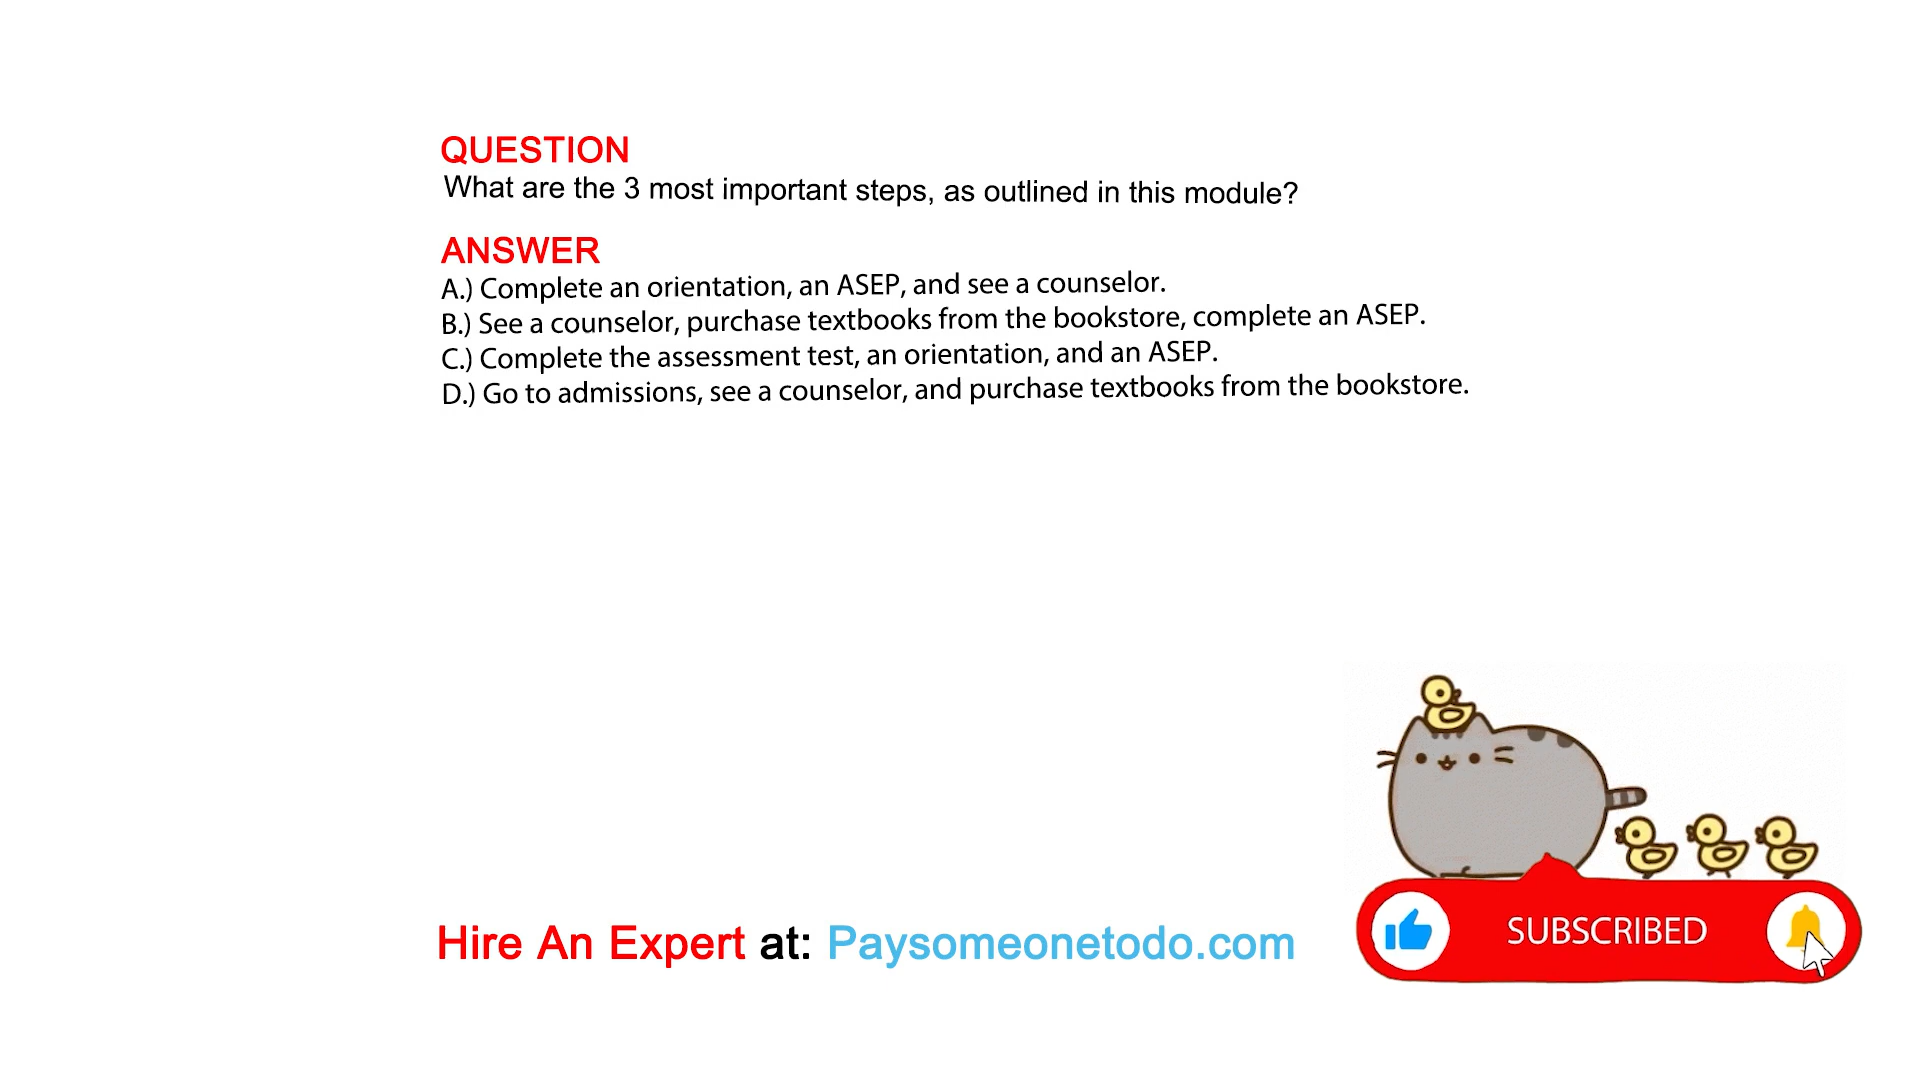 QUESTION
What are the 3 most important steps, as outlined in this module?
ANSWER
A.) Complete an orientation, an ASEP, and see a counselor.
B.) See a counselor, purchase textbooks from the bookstore, complete an ASEP.
C.) Complete the assessment test, an orientation, and an ASEP.
D.) Go to admissions, see a counselor, and purchase textbooks from the bookstore.
Hire An Expert at: Paysomeonetodo.com
SUBSCRIBED